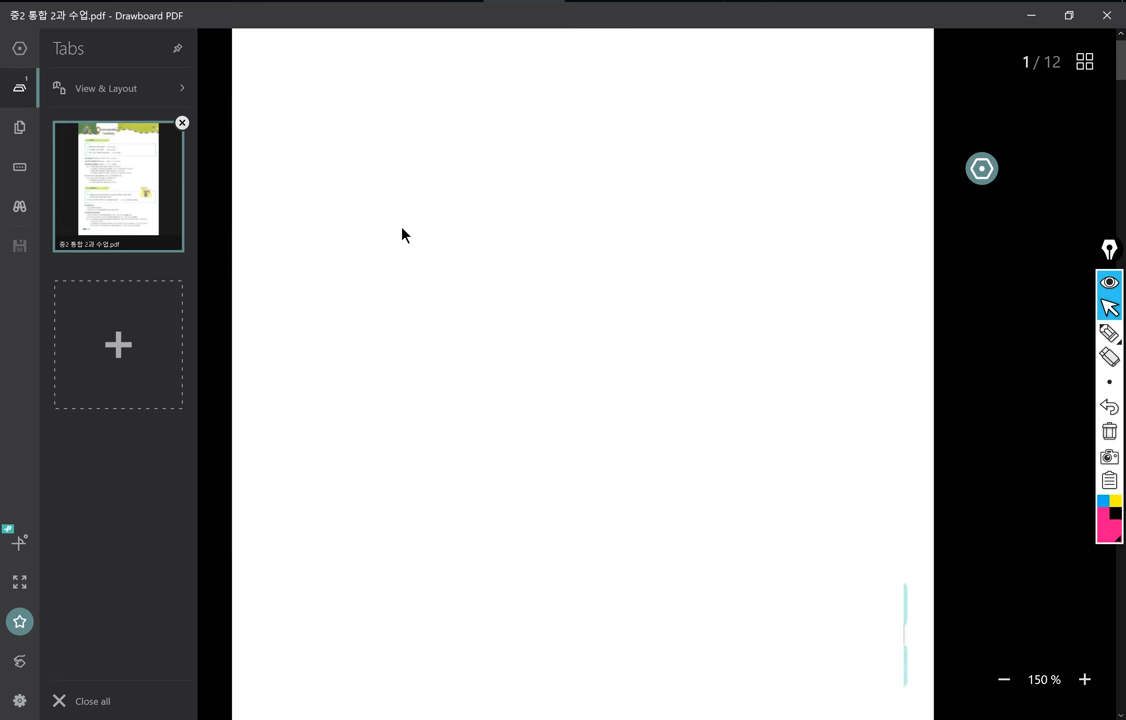 중2 통합 2과 수업.pdf - Drawboard PDF
Tabs
1
View & Layout
중2 통합 2과 수업.pdf
P
Close all
1 / 12
150 %